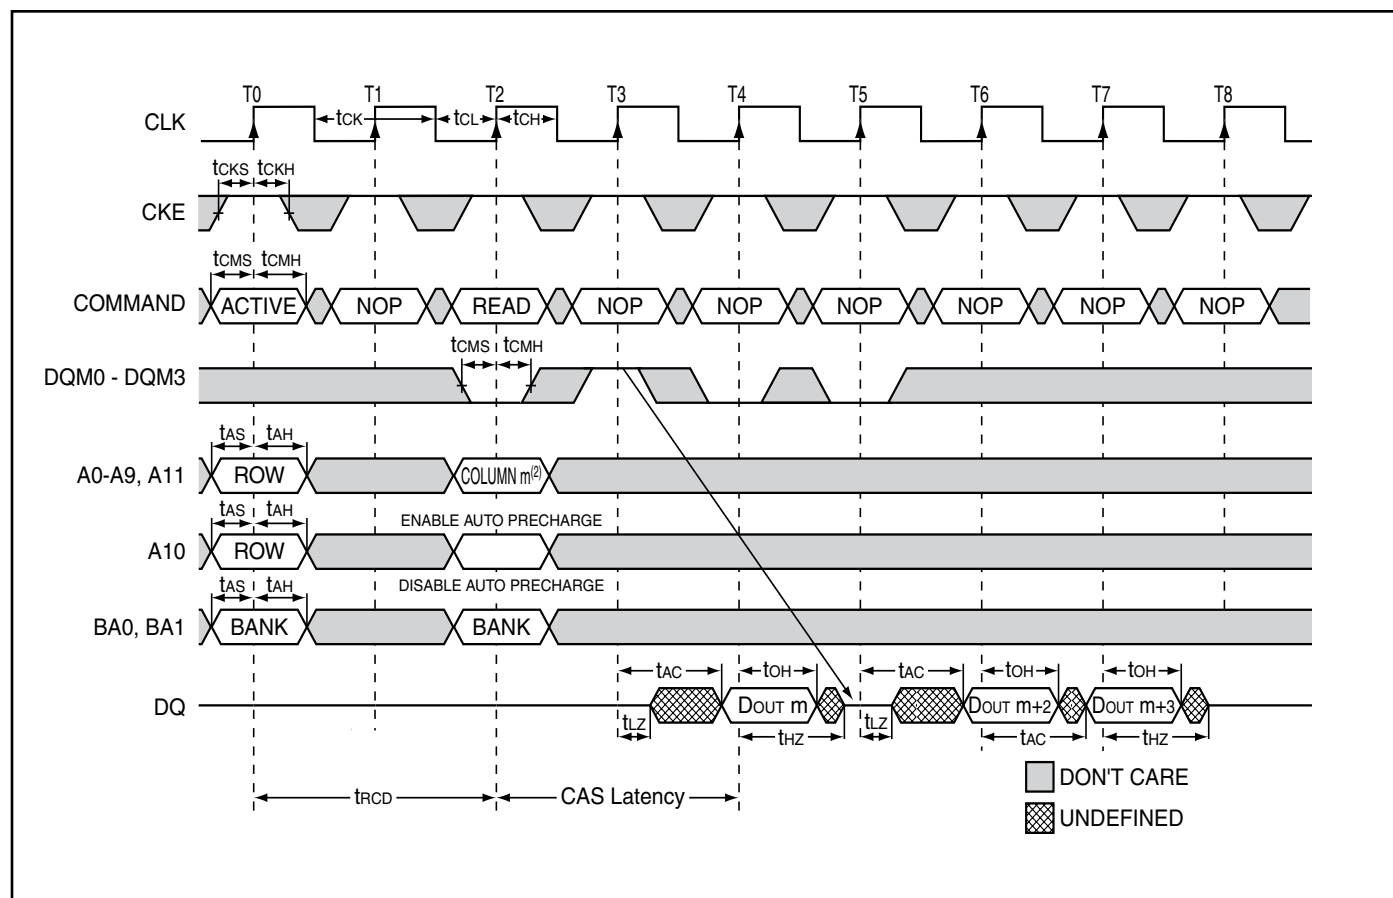 T0 T1 T2 T3 T4 T5 T6 T7 T8
CLK tCK tCL tCH
tCKS tCKH
CKE
tCMS tCMH
COMMAND ACTIVE NOP READ NOP NOP NOP NOP NOP NOP
tCMS tCMH
DQM0 - DQM3
tAS tAH
A0-A9, A11 ROW COLUMN m(2)
tAS tAH ENABLE AUTO PRECHARGE
A10 ROW
tAS tAH DISABLE AUTO PRECHARGE
BA0, BA1 BANK BANK
tAC tOH tAC tOH tOH
DQ DOUT m DOUT m+2 DOUT m+3
tLZ tHZ tLZ tAC tHZ
tRCD CAS Latency
DON'T CARE
UNDEFINED